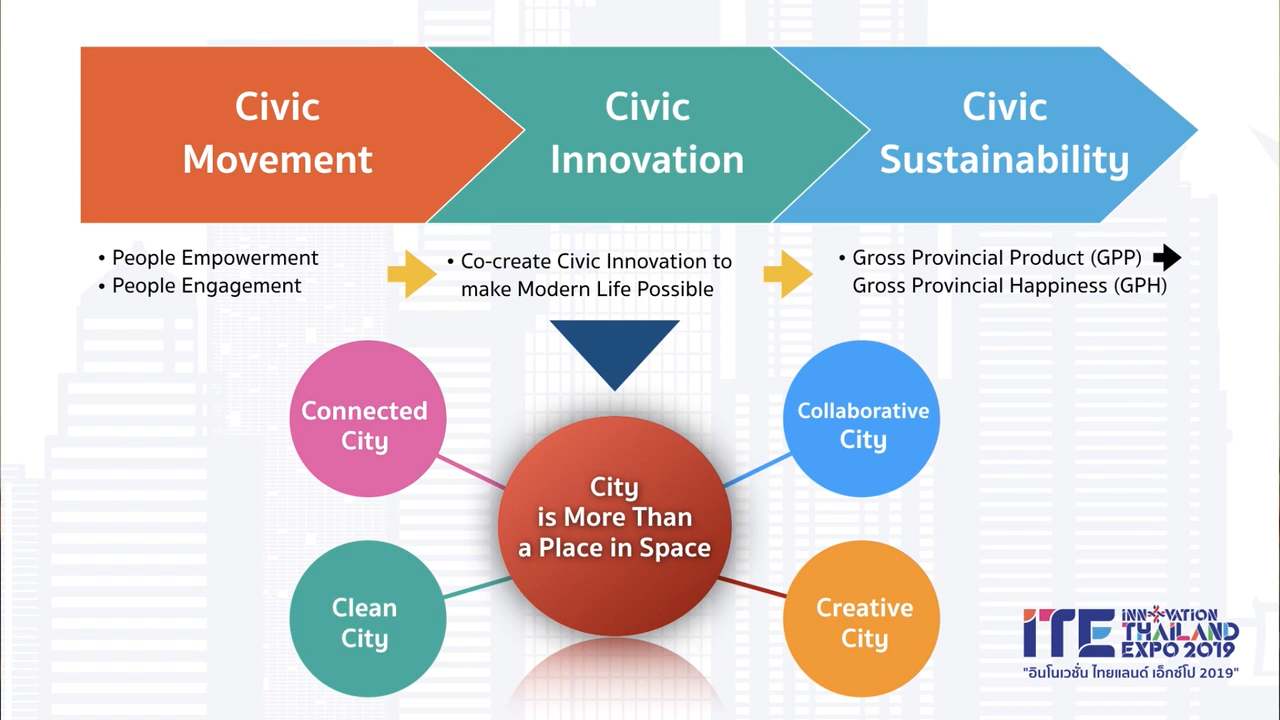 Civic
Movement
Civic
Innovation
Civic
Sustainability
• People Empowerment
• People Engagement
• Co-create Civic Innovation to
make Modern Life Possible
• Gross Provincial Product (GPP)
Gross Provincial Happiness (GPH)
Connected
City
Collaborative
City
City
is More Than
a Place in Space
Clean
City
Creative
City
ITE
INNOVATION
THAILAND
EXPO 2019
"อินโนเวชั่น ไทยแลนด์ เอ็กซ์โป 2019"